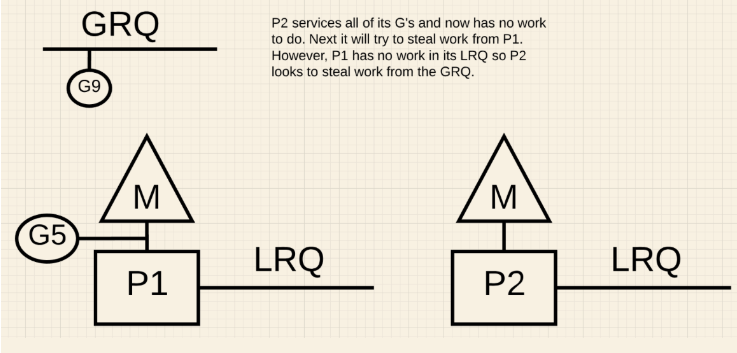 GRQ
P2 services all of its G's and now has no work
to do. Next it will try to steal work from P1.
However, P1 has no work in its LRQ so P2
looks to steal work from the GRQ.
G9
M
M
G5
LRQ
LRQ
P1
P2